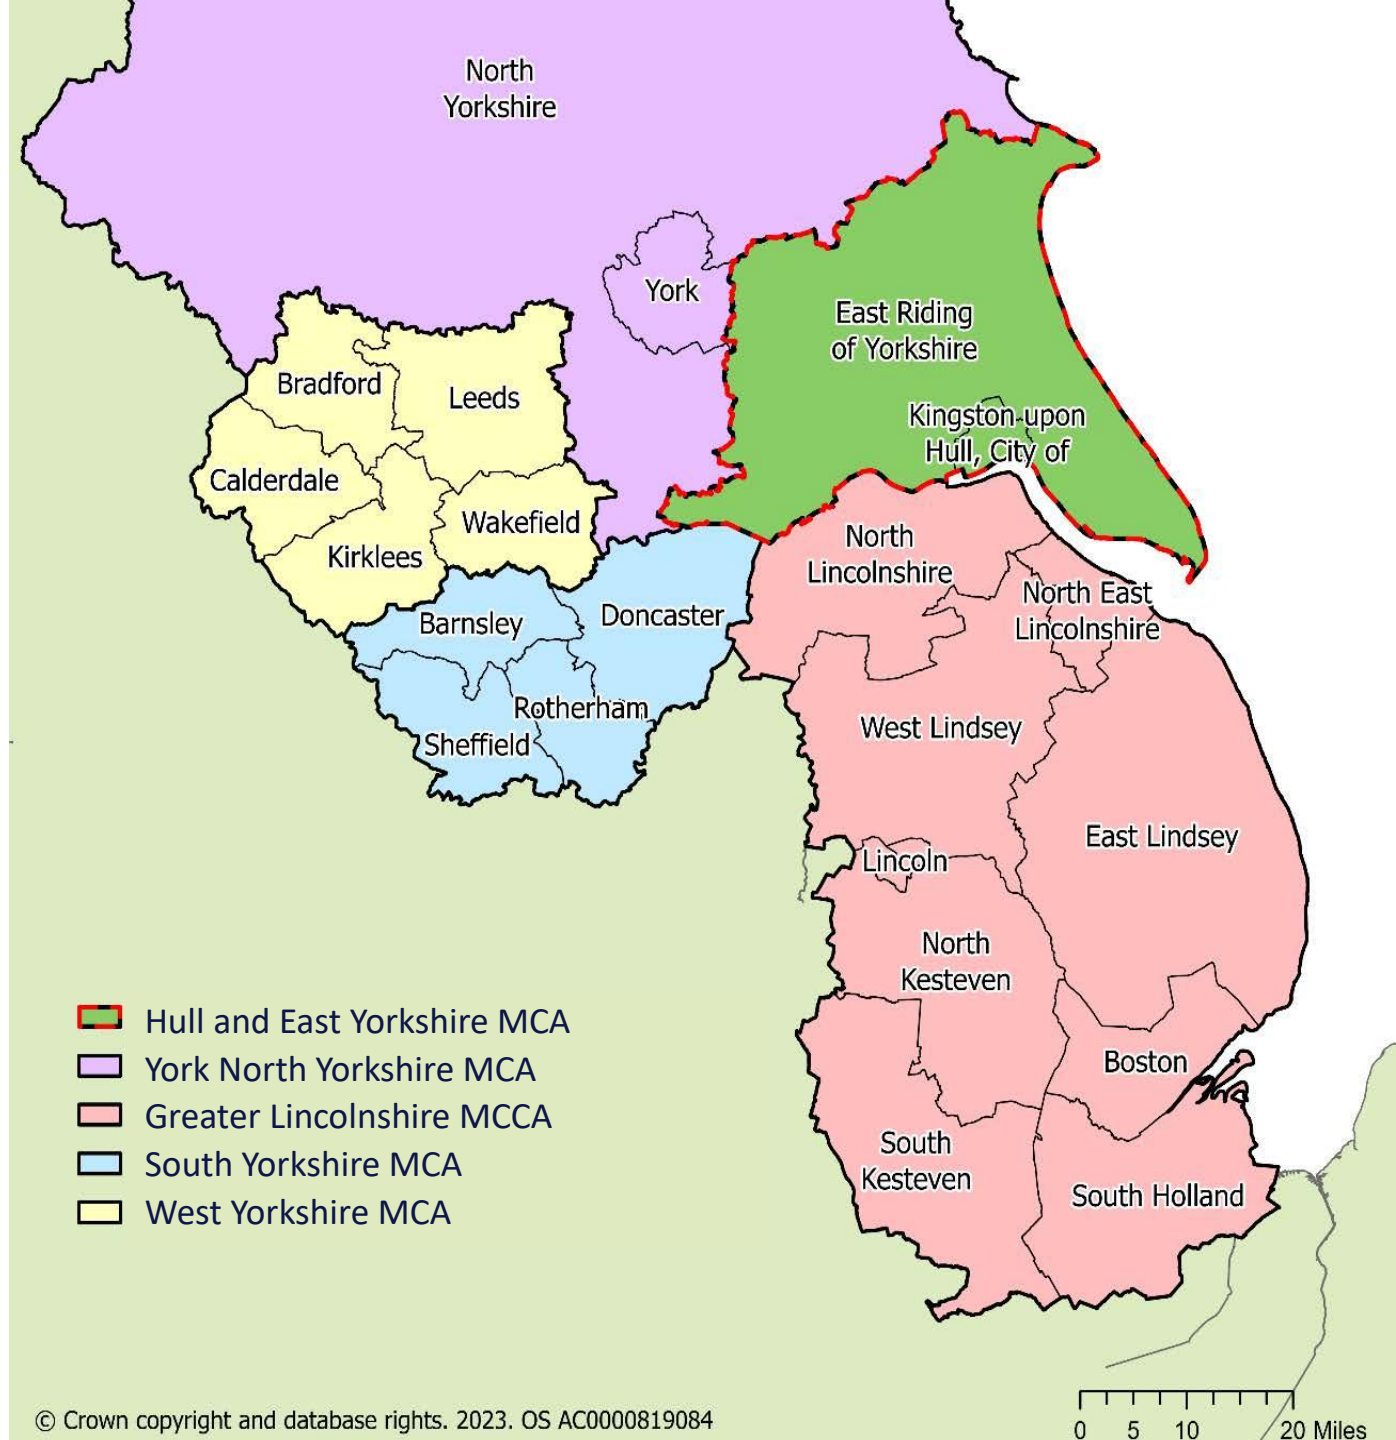 North
Yorkshire
York
East Riding
of Yorkshire
Bradford
Leeds
Kingston upon
Hull, City of
Calderdale
Wakefield
Kirklees
North
Lincolnshire
North East
Lincolnshire
Barnsley
Doncaster
Rotherham
Sheffield
West Lindsey
East Lindsey
Lincoln
North
Kesteven
Boston
South
Kesteven
South Holland
Hull and East Yorkshire MCA
York North Yorkshire MCA
Greater Lincolnshire MCCA
South Yorkshire MCA
West Yorkshire MCA
© Crown copyright and database rights. 2023. OS AC0000819084
0 5 10 20 Miles